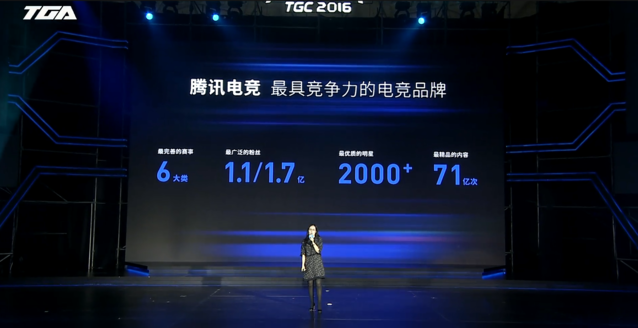 TGA
TGC 2016
腾讯电竞 最具竞争力的电竞品牌
最完善的赛事 最广泛的粉丝 最优质的明星 最精品的内容
6大类 1.1/1.7亿 2000+ 71亿次